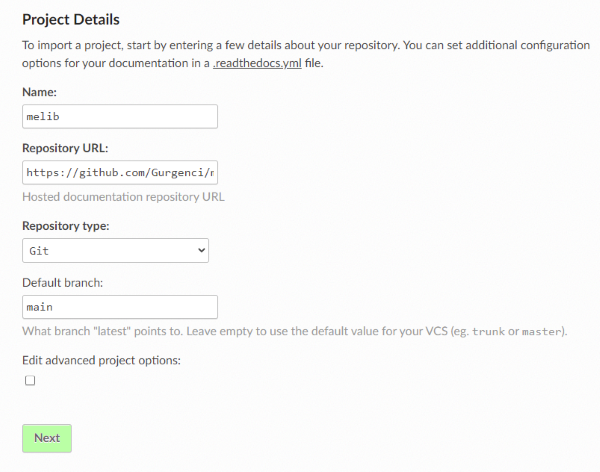 Project Details
To import a project, start by entering a few details about your repository. You can set additional configuration
options for your documentation in a .readthedocs.yml file.
Name:
melib
Repository URL:
https://github.com/Gurgenci/
Hosted documentation repository URL
Repository type:
Git
Default branch:
main
What branch "latest" points to. Leave empty to use the default value for your VCS (eg. trunk or master).
Edit advanced project options:
Next